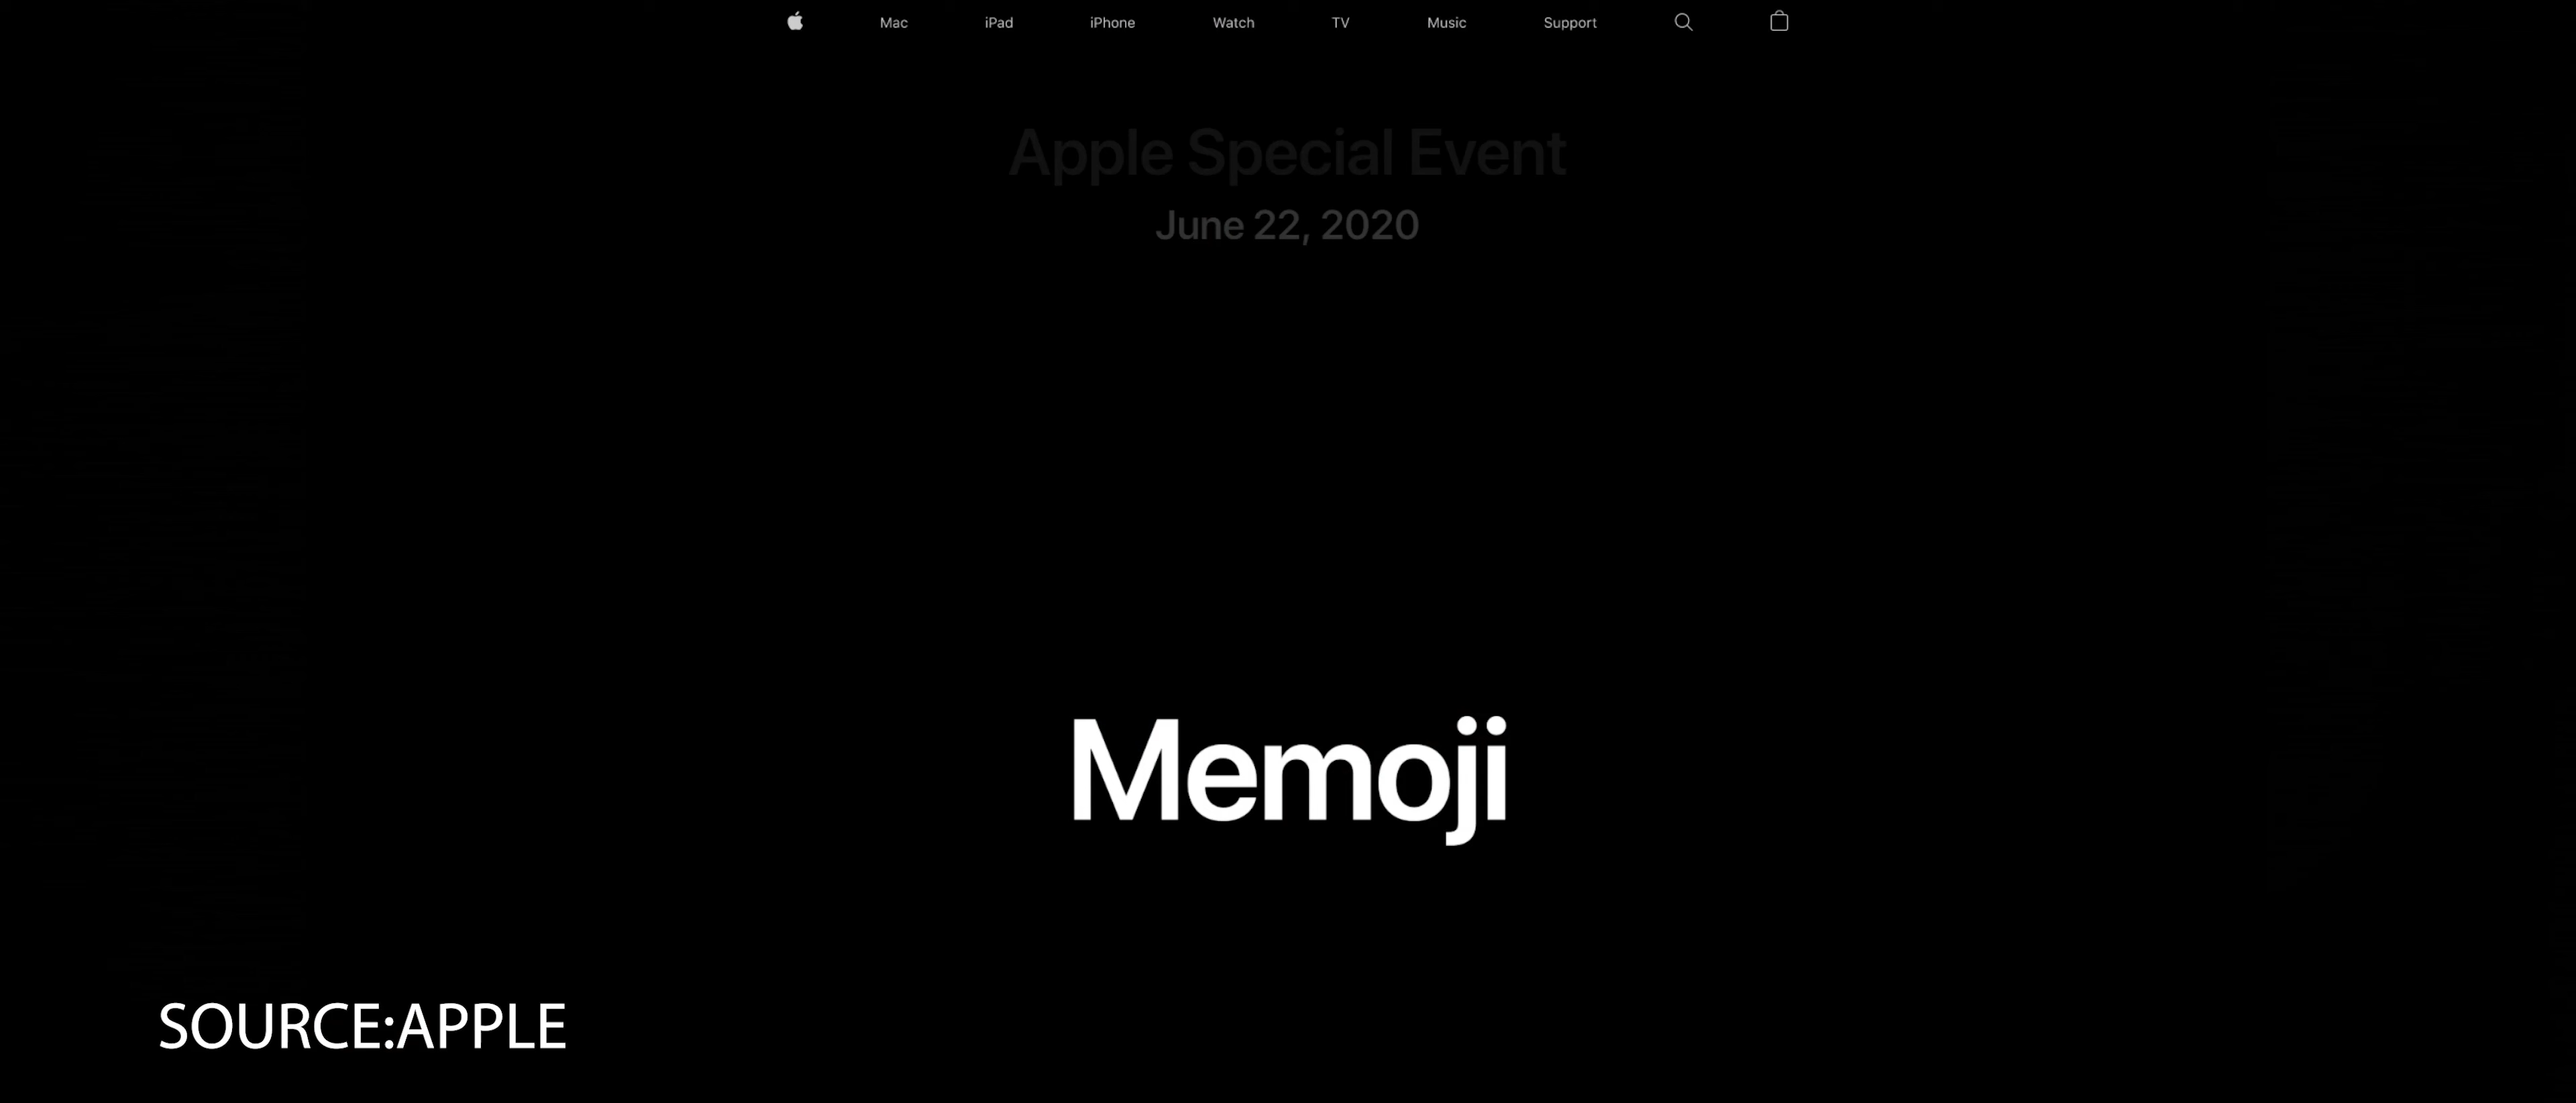 Mac iPad iPhone Watch TV Music Support
Apple Special Event
June 22, 2020
Memoji
SOURCE:APPLE